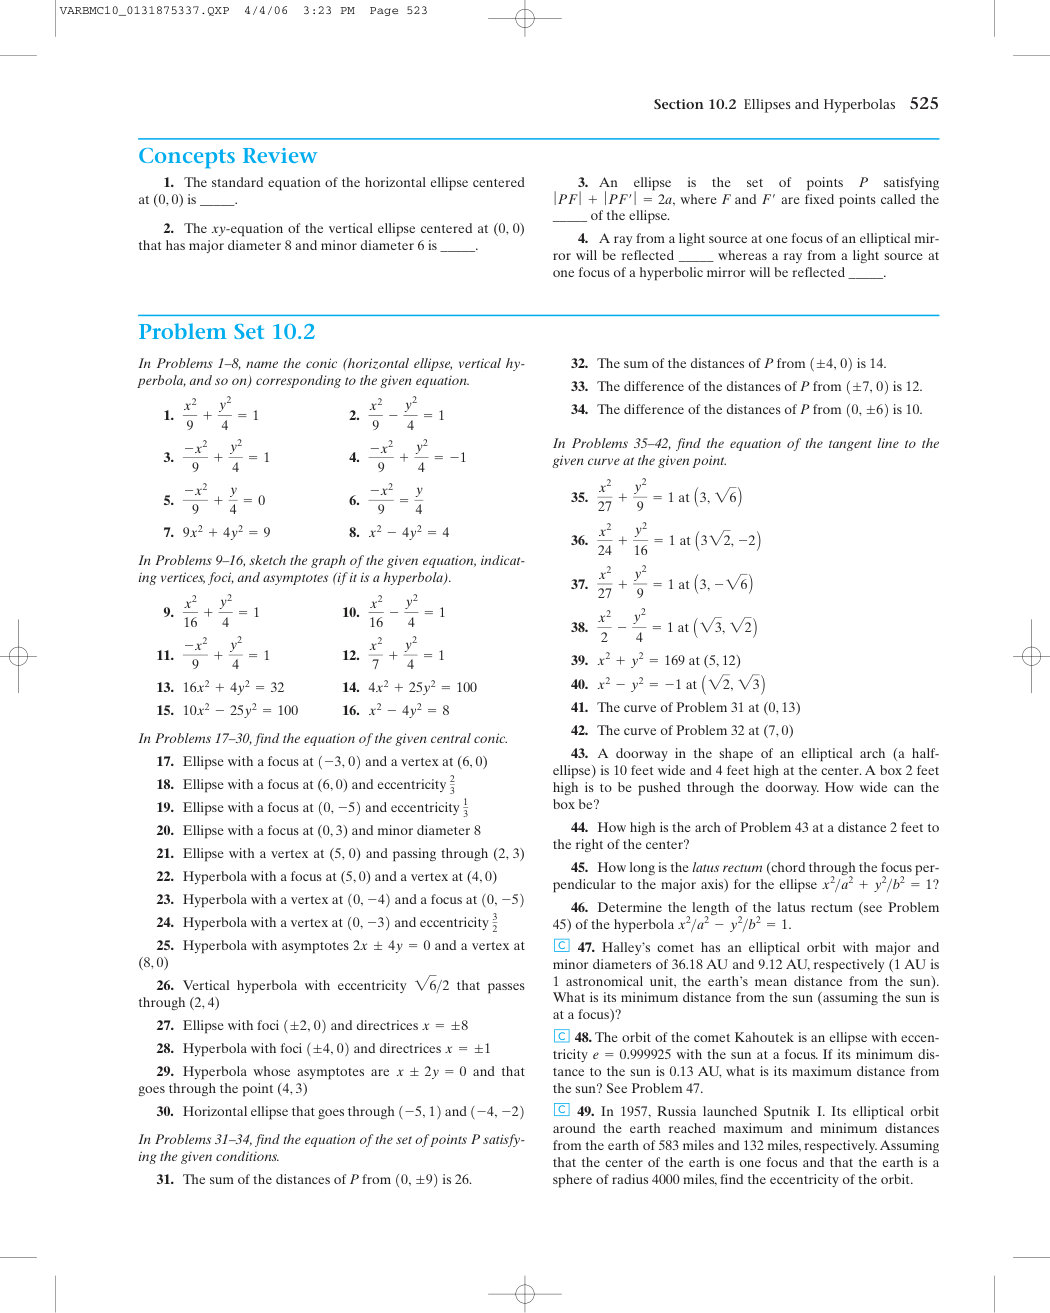 VARBMC10_0131875337.QXP 4/4/06 3:23 PM Page 523
Section 10.2 Ellipses and Hyperbolas 525
Concepts Review
1. The standard equation of the horizontal ellipse centered
at (0, 0) is _____.
2. The xy-equation of the vertical ellipse centered at (0, 0)
that has major diameter 8 and minor diameter 6 is _____.
3. An ellipse is the set of points P satisfying
|PF| + |PF′| = 2a, where F and F′ are fixed points called the
_____ of the ellipse.
4. A ray from a light source at one focus of an elliptical mir-
ror will be reflected _____ whereas a ray from a light source at
one focus of a hyperbolic mirror will be reflected _____.
Problem Set 10.2
In Problems 1–8, name the conic (horizontal ellipse, vertical hy-
perbola, and so on) corresponding to the given equation.
1. x²/9 + y²/4 = 1 2. x²/9 − y²/4 = 1
3. −x²/9 + y²/4 = 1 4. −x²/9 + y²/4 = −1
5. −x²/9 + y/4 = 0 6. −x²/9 = y/4
7. 9x² + 4y² = 9 8. x² − 4y² = 4
In Problems 9–16, sketch the graph of the given equation, indicat-
ing vertices, foci, and asymptotes (if it is a hyperbola).
9. x²/16 + y²/4 = 1 10. x²/16 − y²/4 = 1
11. −x²/9 + y²/4 = 1 12. x²/7 + y²/4 = 1
13. 16x² + 4y² = 32 14. 4x² + 25y² = 100
15. 10x² − 25y² = 100 16. x² − 4y² = 8
In Problems 17–30, find the equation of the given central conic.
17. Ellipse with a focus at (−3, 0) and a vertex at (6, 0)
18. Ellipse with a focus at (6, 0) and eccentricity 2/3
19. Ellipse with a focus at (0, −5) and eccentricity 1/3
20. Ellipse with a focus at (0, 3) and minor diameter 8
21. Ellipse with a vertex at (5, 0) and passing through (2, 3)
22. Hyperbola with a focus at (5, 0) and a vertex at (4, 0)
23. Hyperbola with a vertex at (0, −4) and a focus at (0, −5)
24. Hyperbola with a vertex at (0, −3) and eccentricity 3/2
25. Hyperbola with asymptotes 2x ± 4y = 0 and a vertex at
(8, 0)
26. Vertical hyperbola with eccentricity √6/2 that passes
through (2, 4)
27. Ellipse with foci (±2, 0) and directrices x = ±8
28. Hyperbola with foci (±4, 0) and directrices x = ±1
29. Hyperbola whose asymptotes are x ± 2y = 0 and that
goes through the point (4, 3)
30. Horizontal ellipse that goes through (−5, 1) and (−4, −2)
In Problems 31–34, find the equation of the set of points P satisfy-
ing the given conditions.
31. The sum of the distances of P from (0, ±9) is 26.
32. The sum of the distances of P from (±4, 0) is 14.
33. The difference of the distances of P from (±7, 0) is 12.
34. The difference of the distances of P from (0, ±6) is 10.
In Problems 35–42, find the equation of the tangent line to the
given curve at the given point.
35. x²/27 + y²/9 = 1 at (3, √6)
36. x²/24 + y²/16 = 1 at (3√2, −2)
37. x²/27 + y²/9 = 1 at (3, −√6)
38. x²/2 − y²/4 = 1 at (√3, √2)
39. x² + y² = 169 at (5, 12)
40. x² − y² = −1 at (√2, √3)
41. The curve of Problem 31 at (0, 13)
42. The curve of Problem 32 at (7, 0)
43. A doorway in the shape of an elliptical arch (a half-
ellipse) is 10 feet wide and 4 feet high at the center. A box 2 feet
high is to be pushed through the doorway. How wide can the
box be?
44. How high is the arch of Problem 43 at a distance 2 feet to
the right of the center?
45. How long is the latus rectum (chord through the focus per-
pendicular to the major axis) for the ellipse x²/a² + y²/b² = 1?
46. Determine the length of the latus rectum (see Problem
45) of the hyperbola x²/a² − y²/b² = 1.
C 47. Halley's comet has an elliptical orbit with major and
minor diameters of 36.18 AU and 9.12 AU, respectively (1 AU is
1 astronomical unit, the earth's mean distance from the sun).
What is its minimum distance from the sun (assuming the sun is
at a focus)?
C 48. The orbit of the comet Kahoutek is an ellipse with eccen-
tricity e = 0.999925 with the sun at a focus. If its minimum dis-
tance to the sun is 0.13 AU, what is its maximum distance from
the sun? See Problem 47.
C 49. In 1957, Russia launched Sputnik I. Its elliptical orbit
around the earth reached maximum and minimum distances
from the earth of 583 miles and 132 miles, respectively. Assuming
that the center of the earth is one focus and that the earth is a
sphere of radius 4000 miles, find the eccentricity of the orbit.